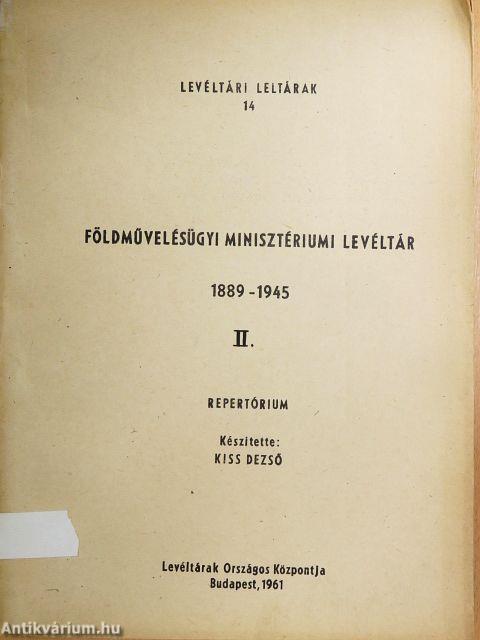 LEVÉLTÁRI LELTÁRAK
14
FÖLDMŰVELÉSÜGYI MINISZTÉRIUMI LEVÉLTÁR
1889-1945
II.
REPERTÓRIUM
Készítette:
KISS DEZSŐ
Levéltárak Országos Központja
Budapest, 1961
Antikvárium.hu